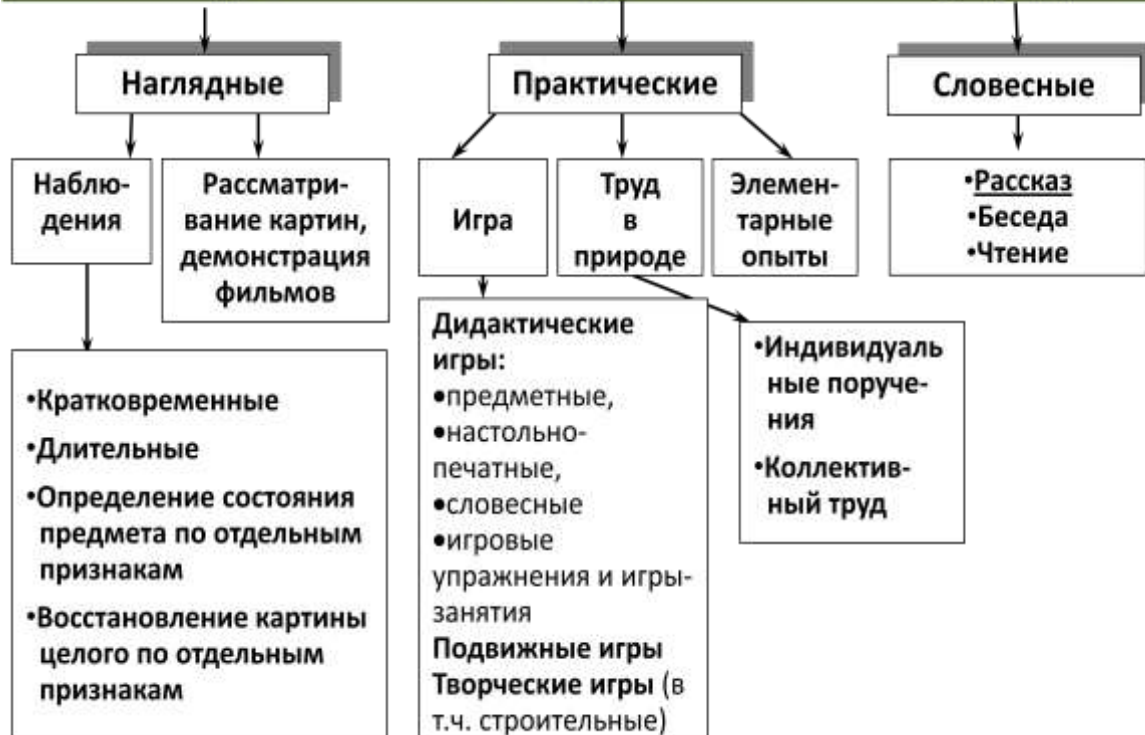 Наглядные
Практические
Словесные
Наблю-
дения
Рассматри-
вание картин,
демонстрация
фильмов
Игра
Труд
в
природе
Элемен-
тарные
опыты
•Рассказ
•Беседа
•Чтение
•Кратковременные
•Длительные
•Определение состояния
предмета по отдельным
признакам
•Восстановление картины
целого по отдельным
признакам
Дидактические
игры:
•предметные,
•настольно-
печатные,
•словесные
•игровые
упражнения и игры-
занятия
Подвижные игры
Творческие игры (в
т.ч. строительные)
•Индивидуаль
ные поруче-
ния
•Коллектив-
ный труд